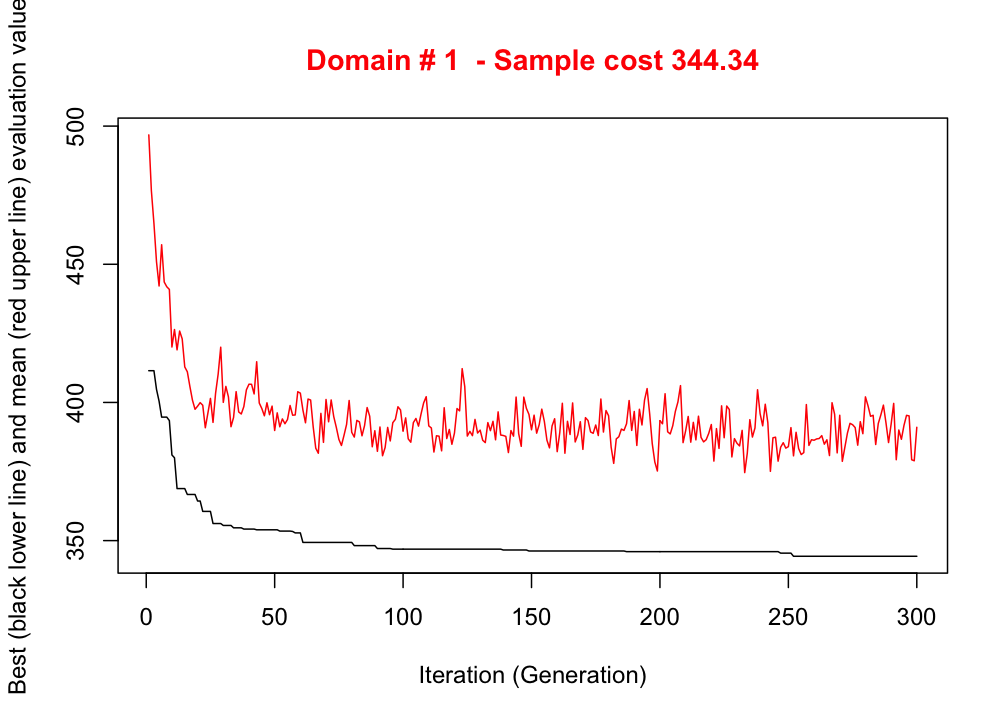 Domain # 1  - Sample cost 344.34
Best (black lower line) and mean (red upper line) evaluation value
500
450
400
350
0 50 100 150 200 250 300
Iteration (Generation)